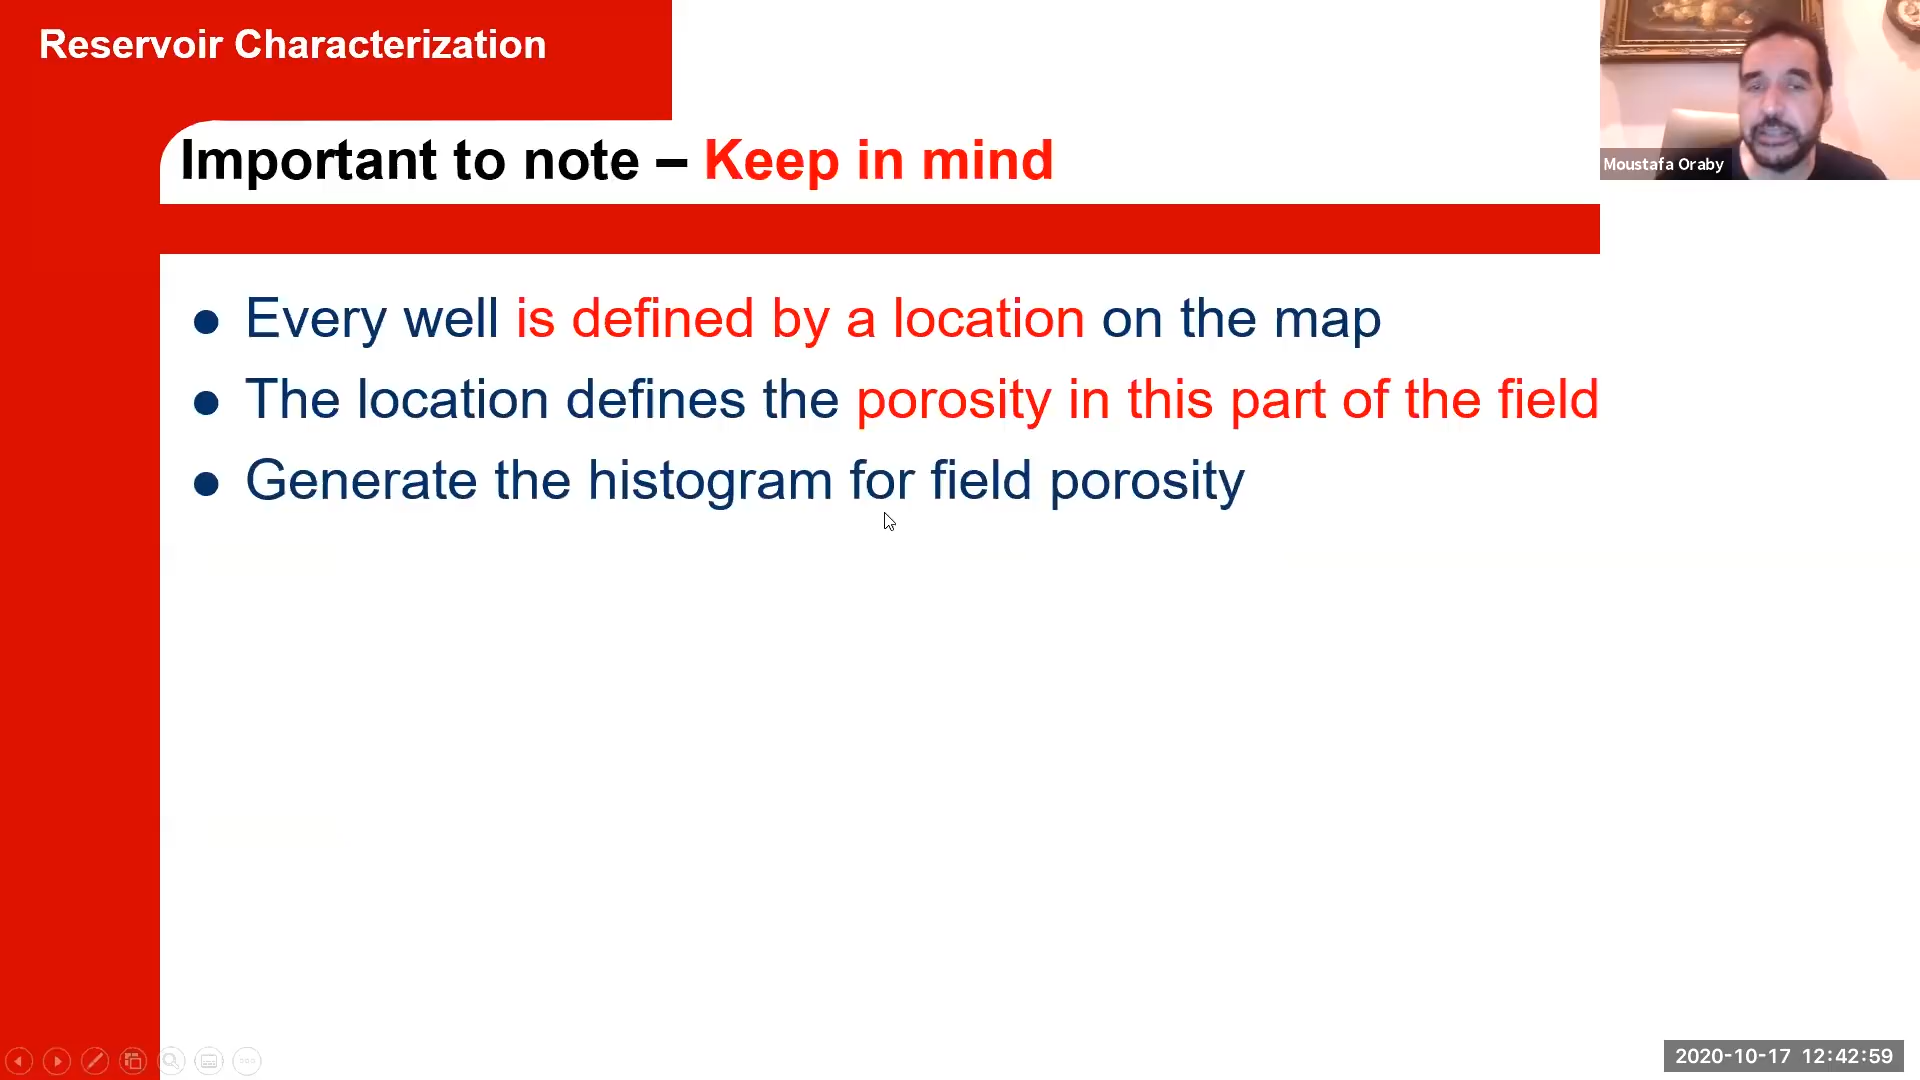 Reservoir Characterization
Important to note – Keep in mind
Moustafa Oraby
● Every well is defined by a location on the map
● The location defines the porosity in this part of the field
● Generate the histogram for field porosity
2020-10-17 12:42:59